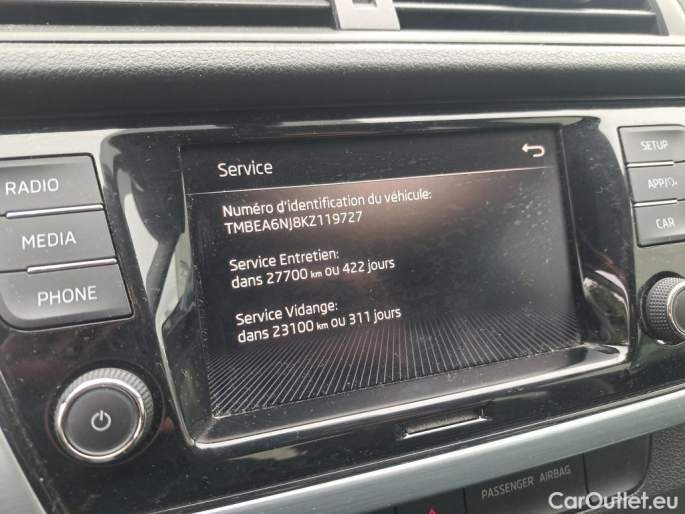 RADIO
MEDIA
PHONE
Service
Numéro d'identification du véhicule:
TMBEA6NJ8KZ119727
Service Entretien:
dans 27700 km ou 422 jours
Service Vidange:
dans 23100 km ou 311 jours
SETUP
CAR
PASSENGER AIRBAG
CarOutlet.eu